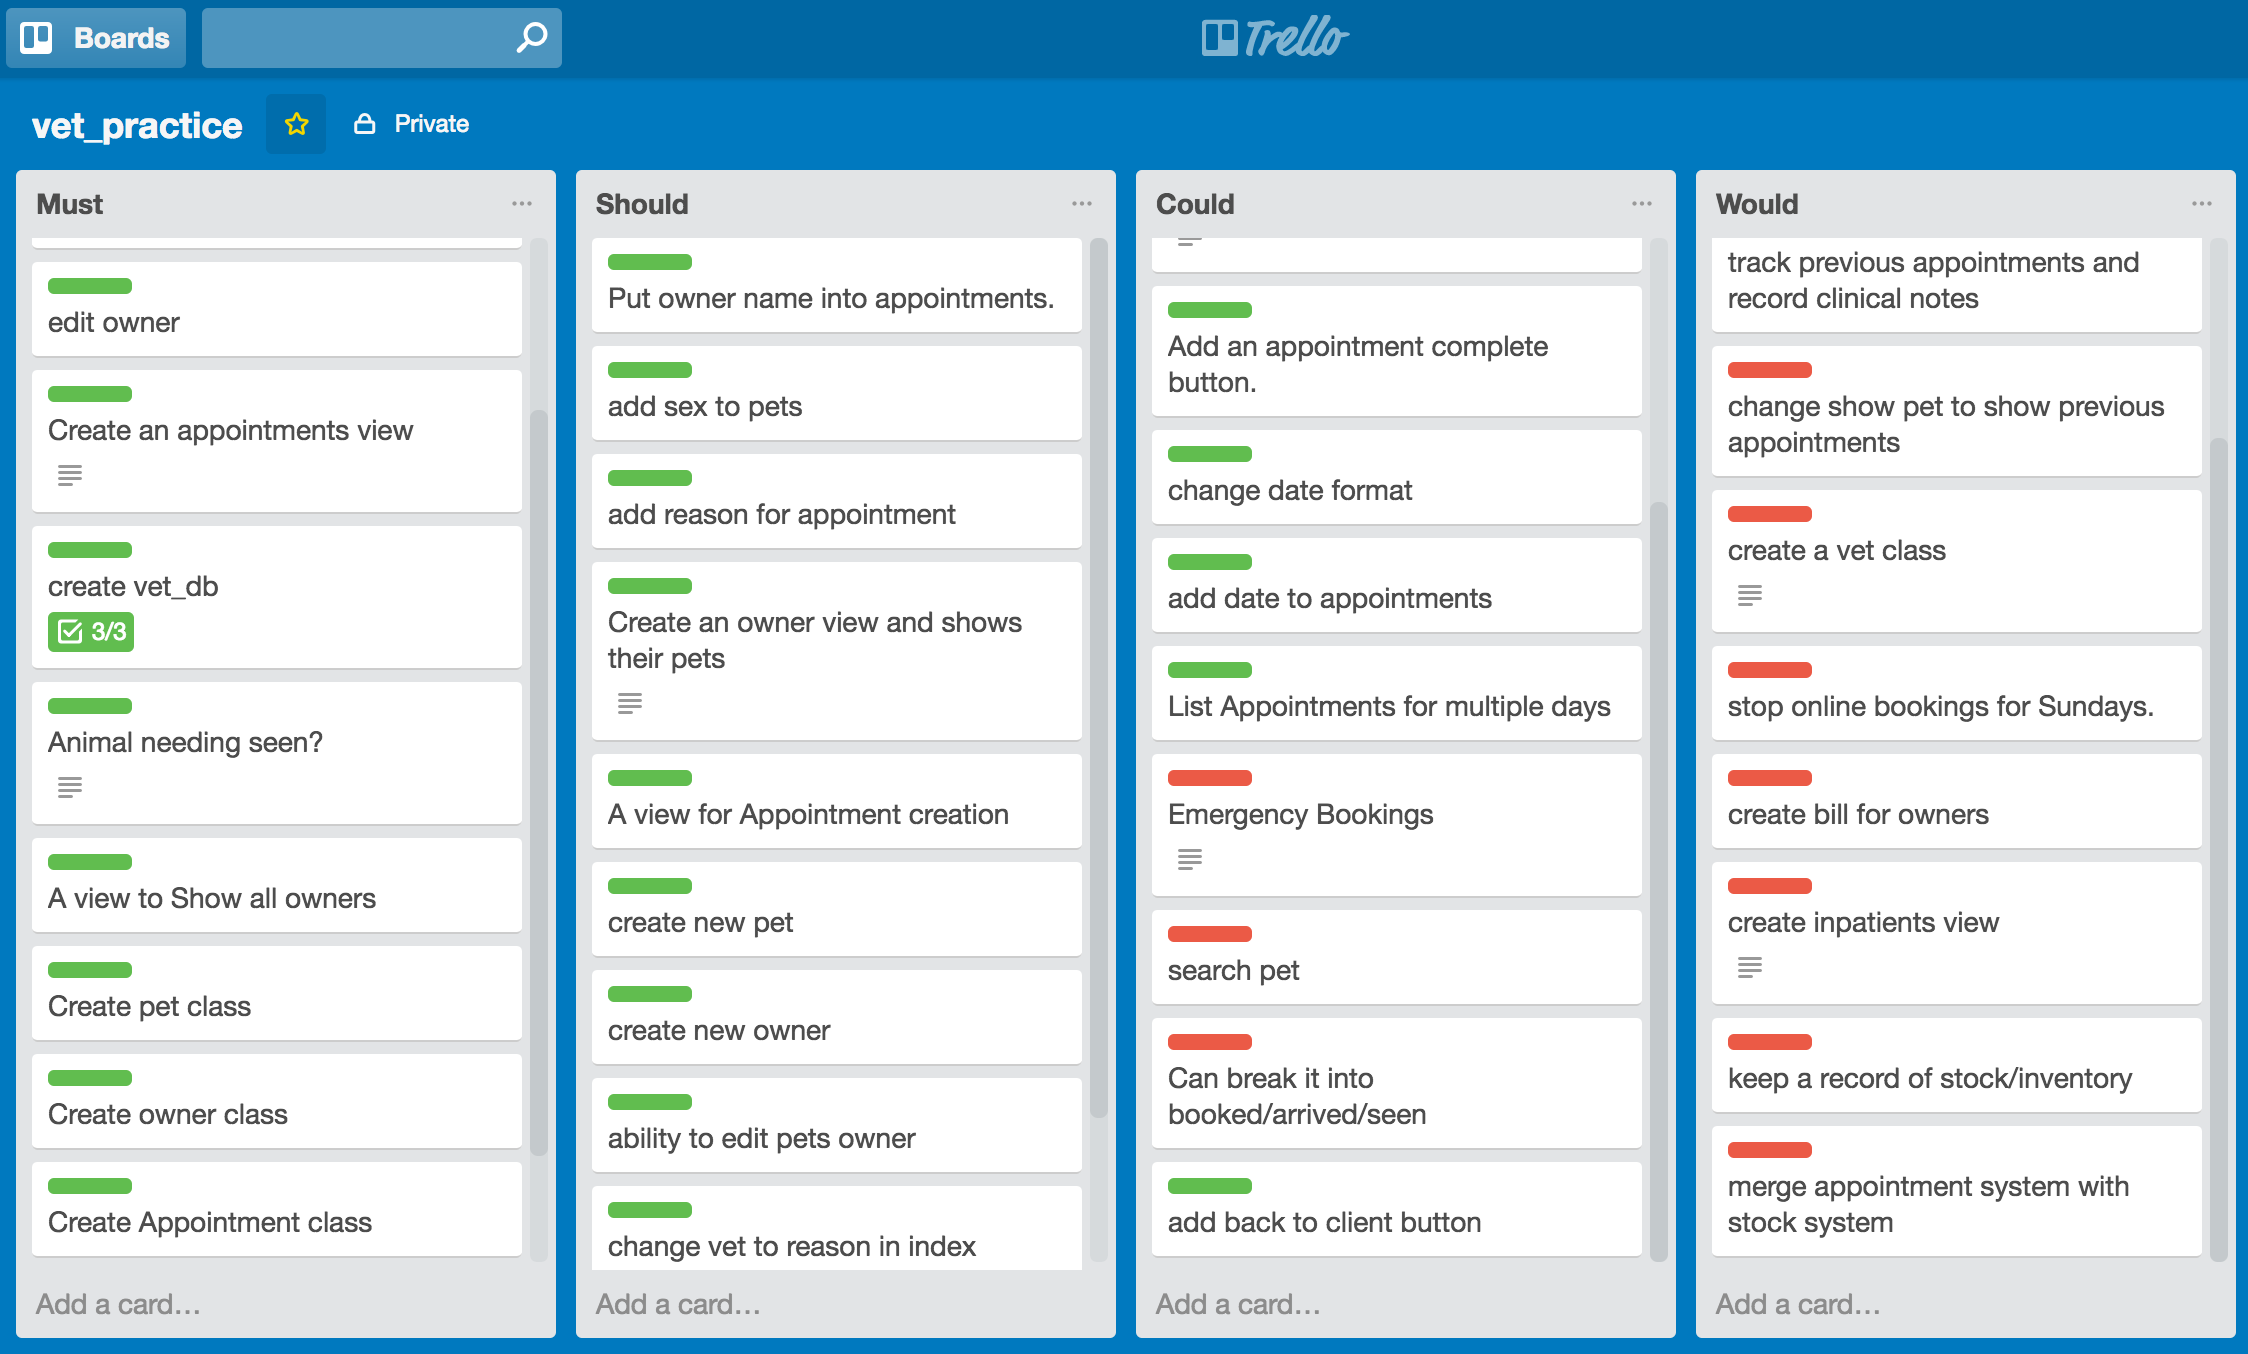 Boards
Trello
vet_practice
Private
Must
edit owner
Create an appointments view
create vet_db
3/3
Animal needing seen?
A view to Show all owners
Create pet class
Create owner class
Create Appointment class
Add a card…
Should
Put owner name into appointments.
add sex to pets
add reason for appointment
Create an owner view and shows
their pets
A view for Appointment creation
create new pet
create new owner
ability to edit pets owner
change vet to reason in index
Add a card…
Could
Add an appointment complete
button.
change date format
add date to appointments
List Appointments for multiple days
Emergency Bookings
search pet
Can break it into
booked/arrived/seen
add back to client button
Add a card…
Would
track previous appointments and
record clinical notes
change show pet to show previous
appointments
create a vet class
stop online bookings for Sundays.
create bill for owners
create inpatients view
keep a record of stock/inventory
merge appointment system with
stock system
Add a card…